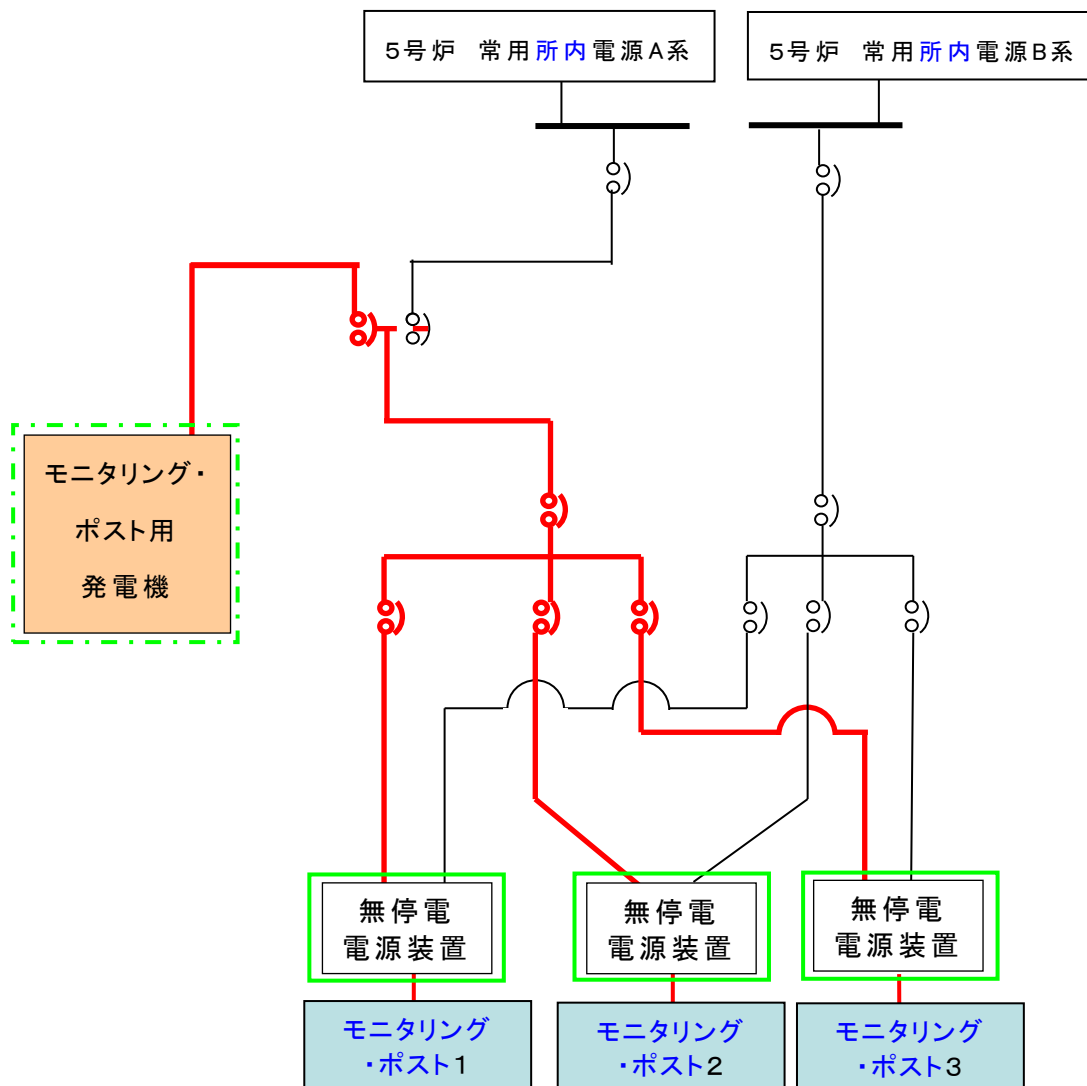 5号炉 常用所内電源A系
5号炉 常用所内電源B系
モニタリング・
ポスト用
発電機
無停電
電源装置
無停電
電源装置
無停電
電源装置
モニタリング
・ポスト1
モニタリング
・ポスト2
モニタリング
・ポスト3